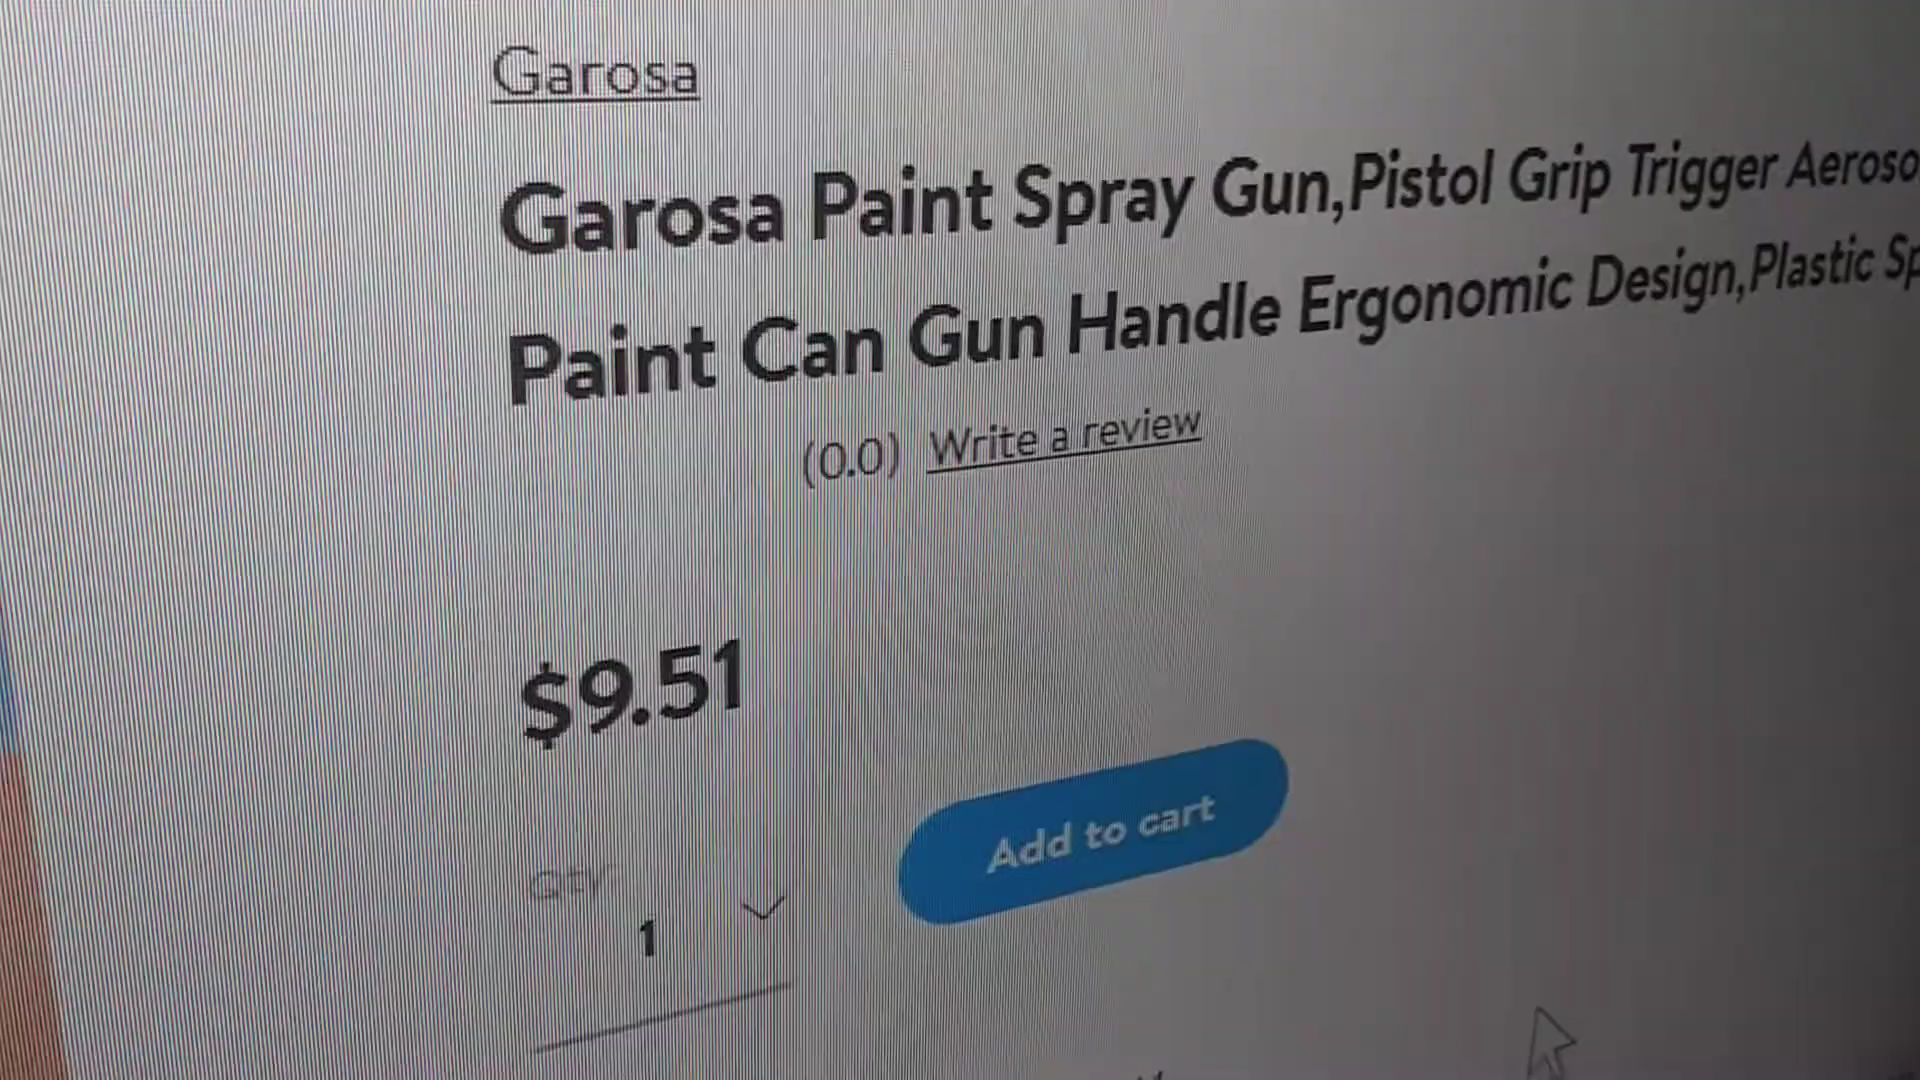 Garosa
Garosa Paint Spray Gun,Pistol Grip Trigger
Paint Can Gun Handle Ergonomic Design,Plastic
(0.0) Write a review
$9.51
Qty:
1
Add to cart